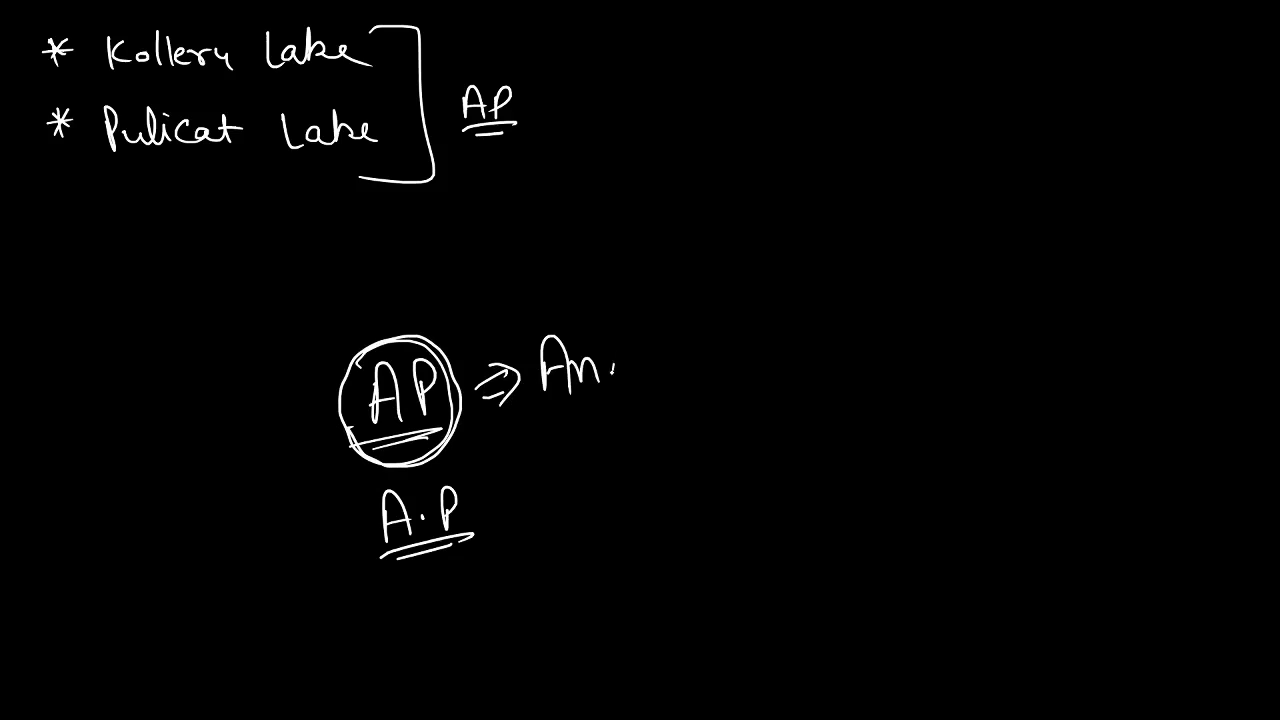 * Kolleru Lake
* Pulicat Lake
AP
AP ⇒ An
A.P